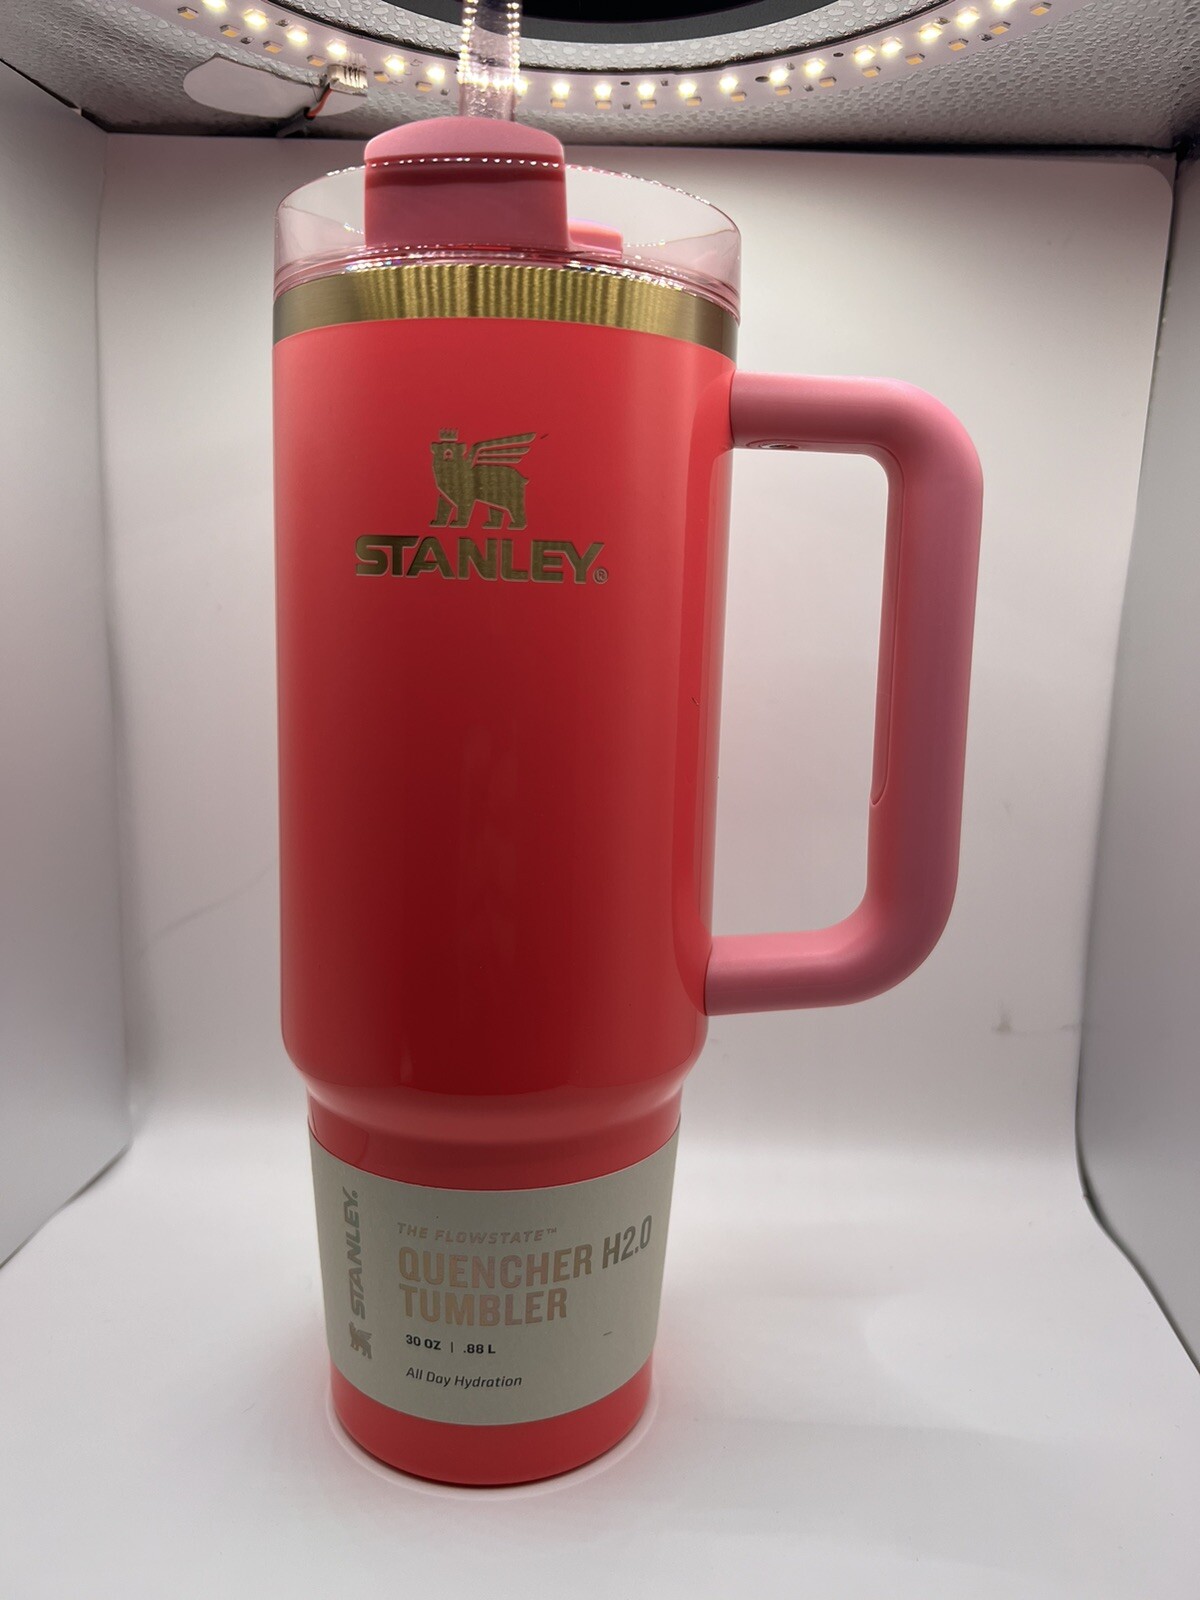 STANLEY®
STANLEY®
THE FLOWSTATE™
QUENCHER H2.0
TUMBLER
30 OZ | .88 L
All Day Hydration